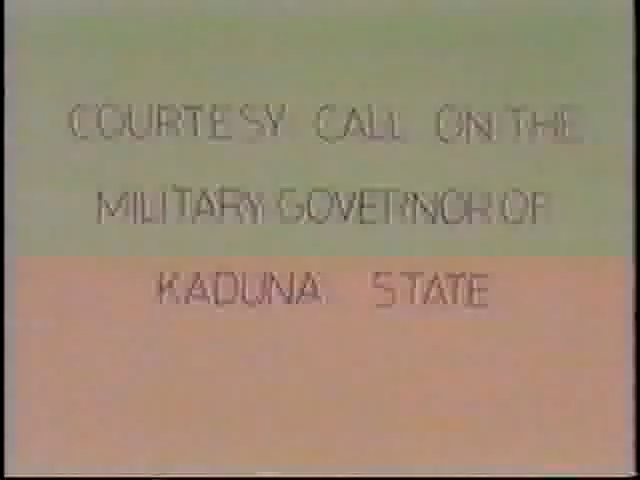 COURTESY CALL ON THE
MILITARY GOVERNOR OF
KADUNA STATE